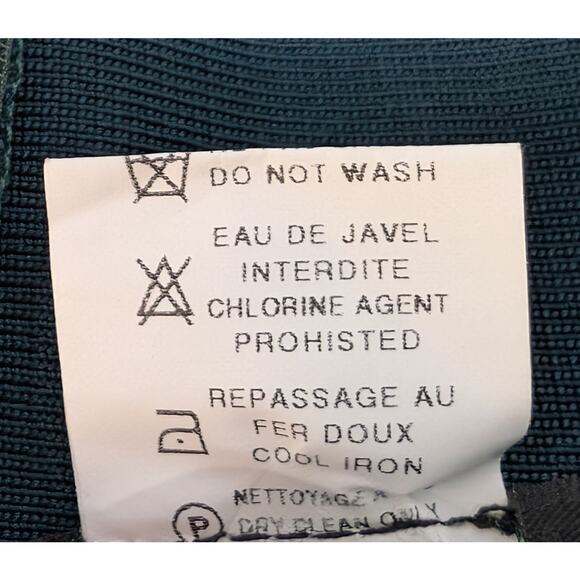 DO NOT WASH
EAU DE JAVEL
INTERDITE
CHLORINE AGENT
PROHISTED
REPASSAGE AU
FER DOUX
COOL IRON
NETTOYAGE
P
DRY CLEAN ONLY